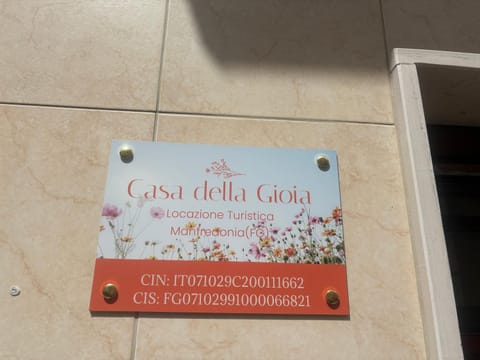 Casa della Gioia
Locazione Turistica
Manfredonia(FG)
CIN: IT071029C200111662
CIS: FG07102991000066821